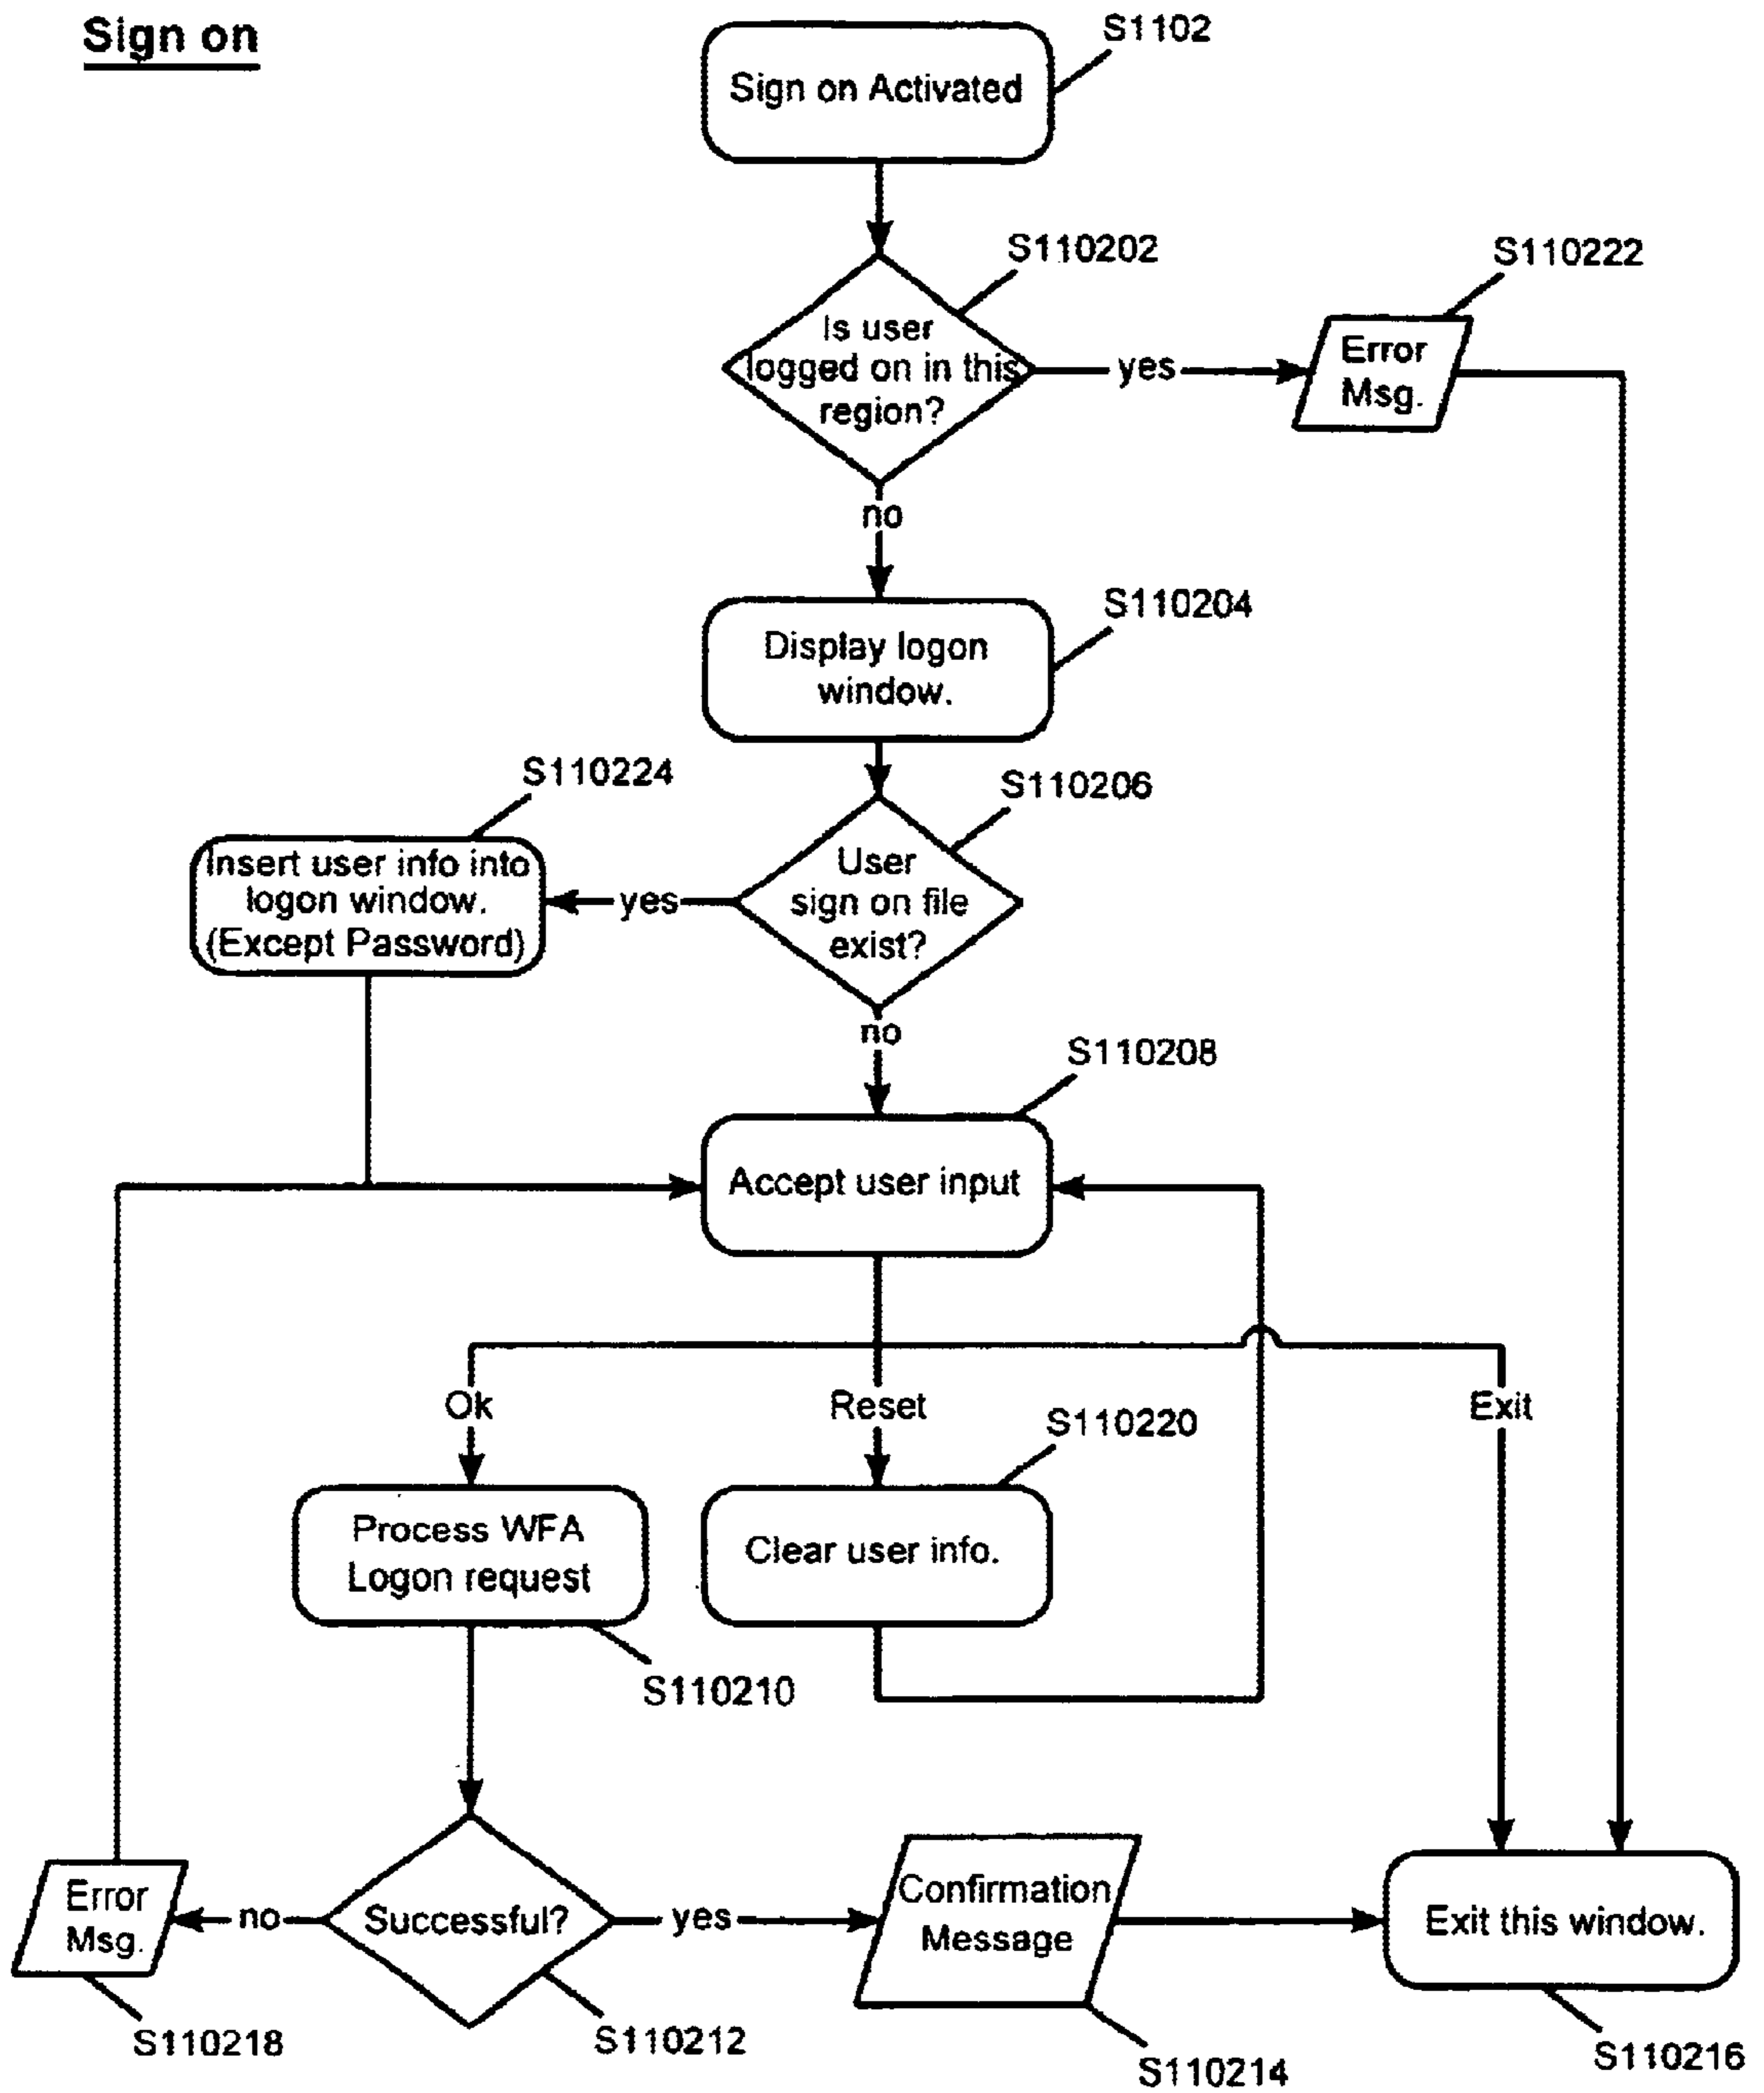 Sign on
S1102
Sign on Activated
S110202
S110222
Is user
logged on in this
region?
yes
Error
Msg.
no
S110204
Display logon
window.
S110224
S110206
Insert user info into
logon window.
(Except Password)
yes
User
sign on file
exist?
no
S110208
Accept user input
Ok
Reset
Exit
S110220
Process WFA
Logon request
Clear user info.
S110210
Error
Msg.
no
Successful?
yes
Confirmation
Message
Exit this window.
S110218
S110212
S110214
S110216